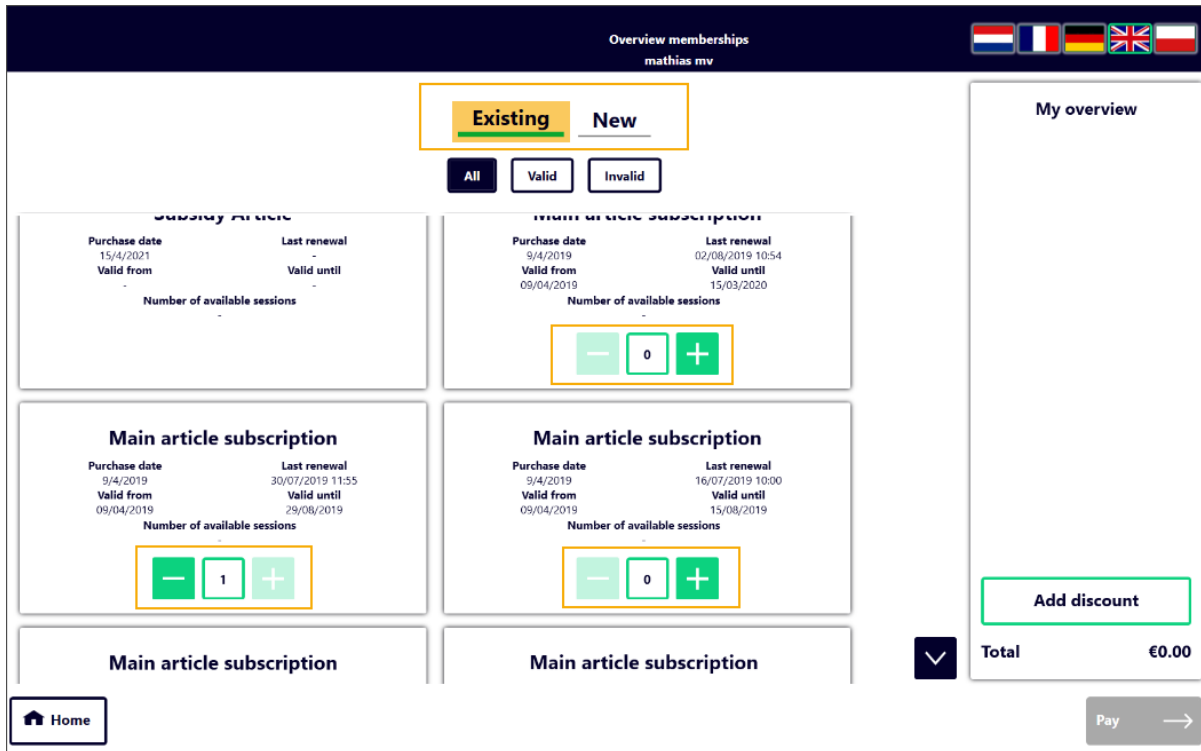 Overview memberships
mathias mv
Existing New
All Valid Invalid
Subsidy Article
Purchase date Last renewal
15/4/2021 -
Valid from Valid until
- -
Number of available sessions
-
Main article subscription
Purchase date Last renewal
9/4/2019 02/08/2019 10:54
Valid from Valid until
09/04/2019 15/03/2020
Number of available sessions
-
0
Main article subscription
Purchase date Last renewal
9/4/2019 30/07/2019 11:55
Valid from Valid until
09/04/2019 29/08/2019
Number of available sessions
-
1
Main article subscription
Purchase date Last renewal
9/4/2019 16/07/2019 10:00
Valid from Valid until
09/04/2019 15/08/2019
Number of available sessions
-
0
Main article subscription
Main article subscription
My overview
Add discount
Total €0.00
Home
Pay